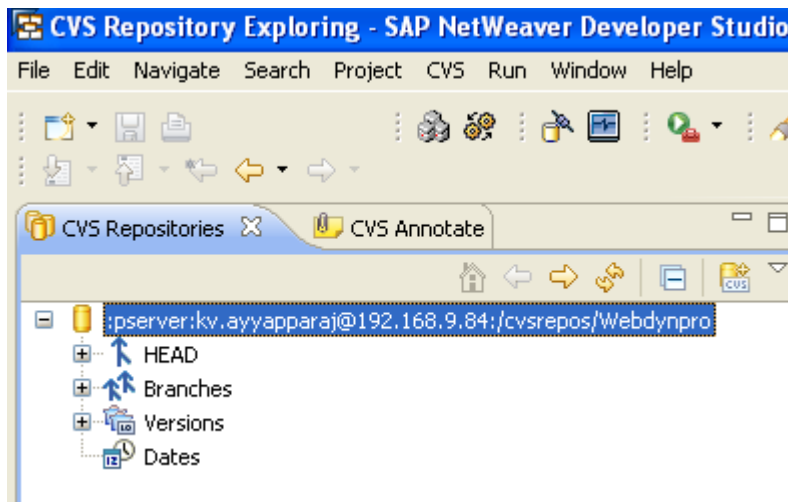 CVS Repository Exploring - SAP NetWeaver Developer Studio
File Edit Navigate Search Project CVS Run Window Help
CVS Repositories CVS Annotate
CVS
:pserver:kv.ayyapparaj@192.168.9.84:/cvsrepos/Webdynpro
HEAD
Branches
Versions
Dates